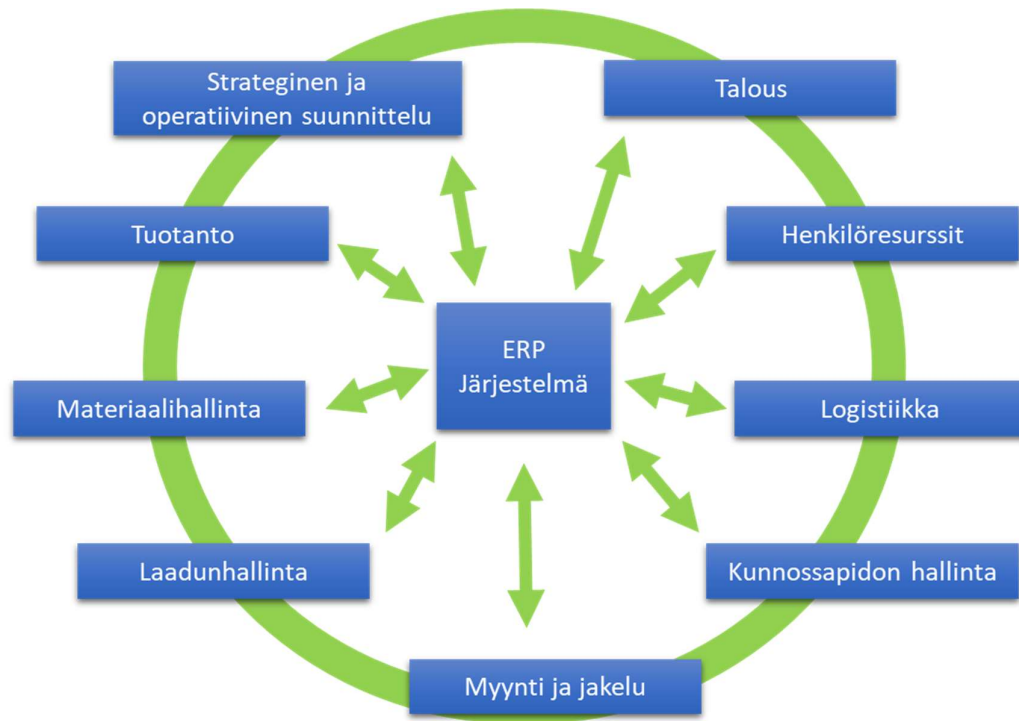 Strateginen ja
operatiivinen suunnittelu
Talous
Tuotanto
Henkilöresurssit
ERP
Järjestelmä
Materiaalihallinta
Logistiikka
Laadunhallinta
Kunnossapidon hallinta
Myynti ja jakelu